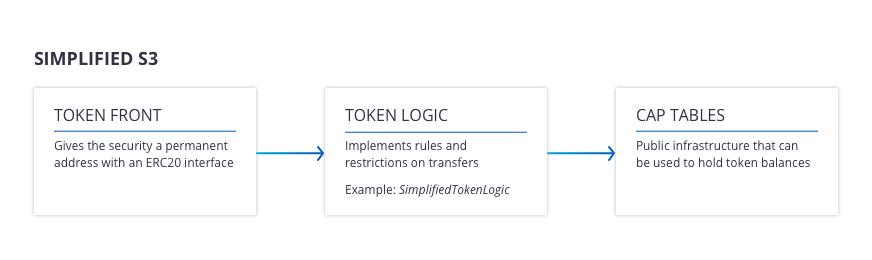 SIMPLIFIED S3
TOKEN FRONT
Gives the security a permanent
address with an ERC20 interface
TOKEN LOGIC
Implements rules and
restrictions on transfers
Example: SimplifiedTokenLogic
CAP TABLES
Public infrastructure that can
be used to hold token balances